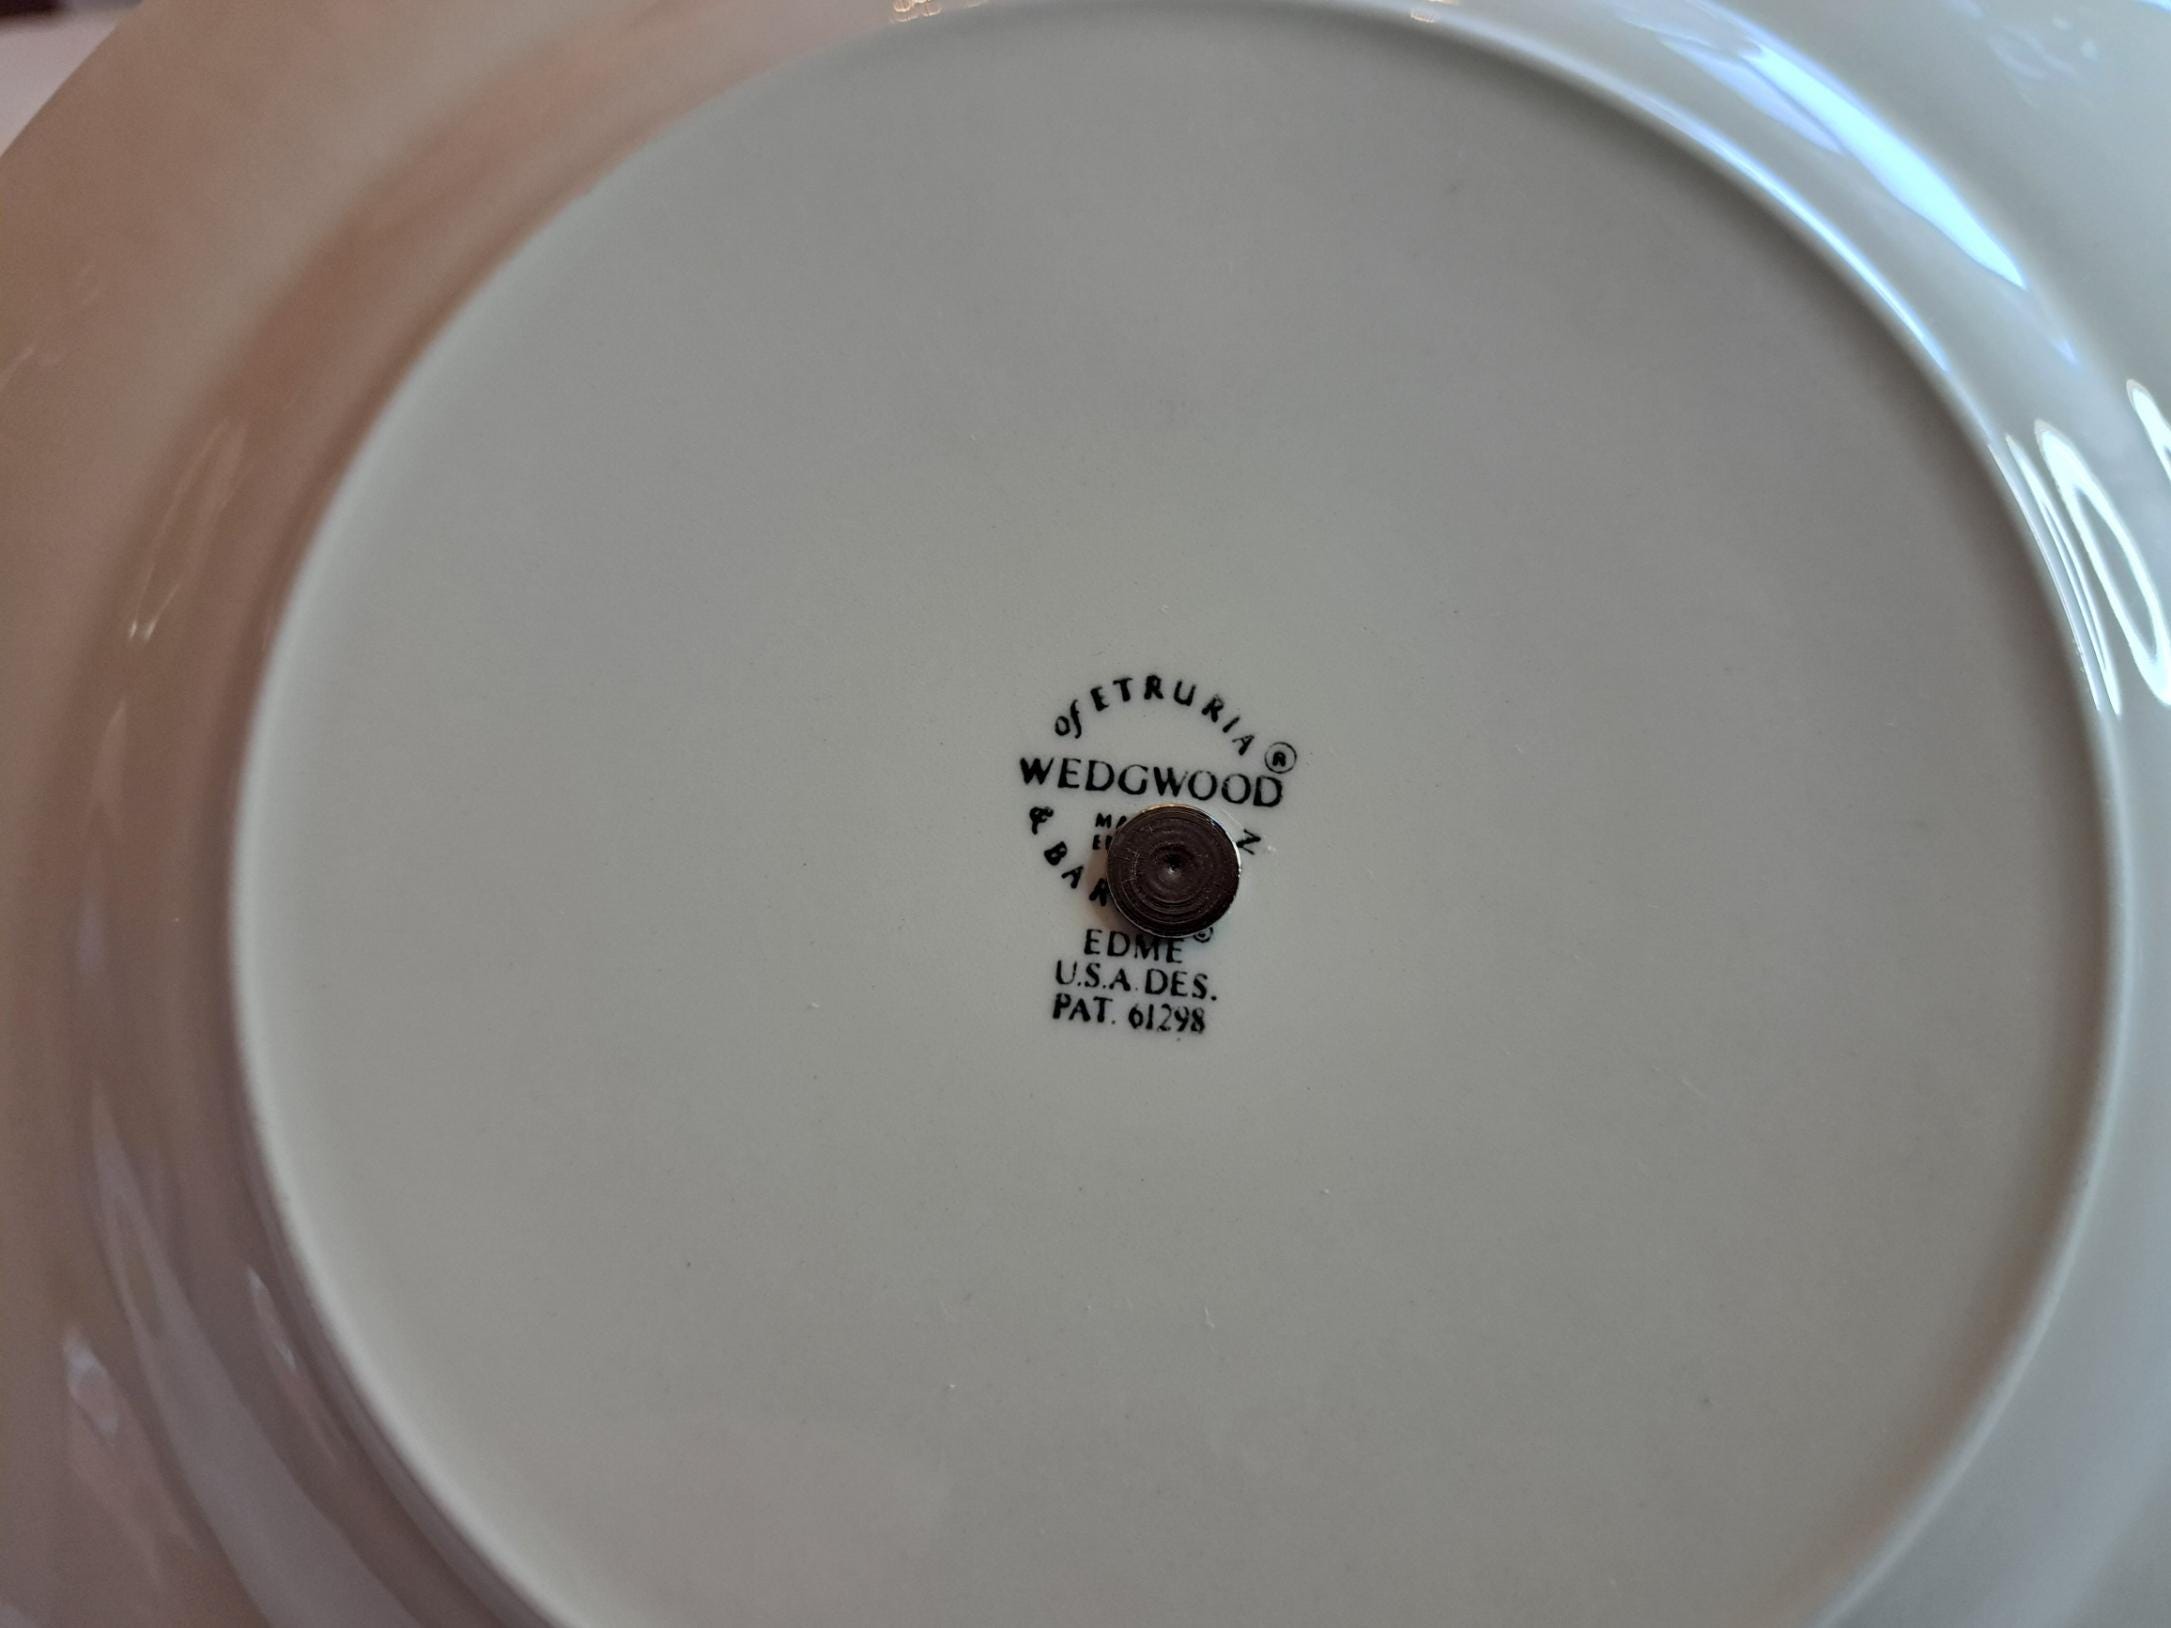 of ETRURIA ®
WEDGWOOD
&
EDME ©
U.S.A. DES.
PAT. 61298